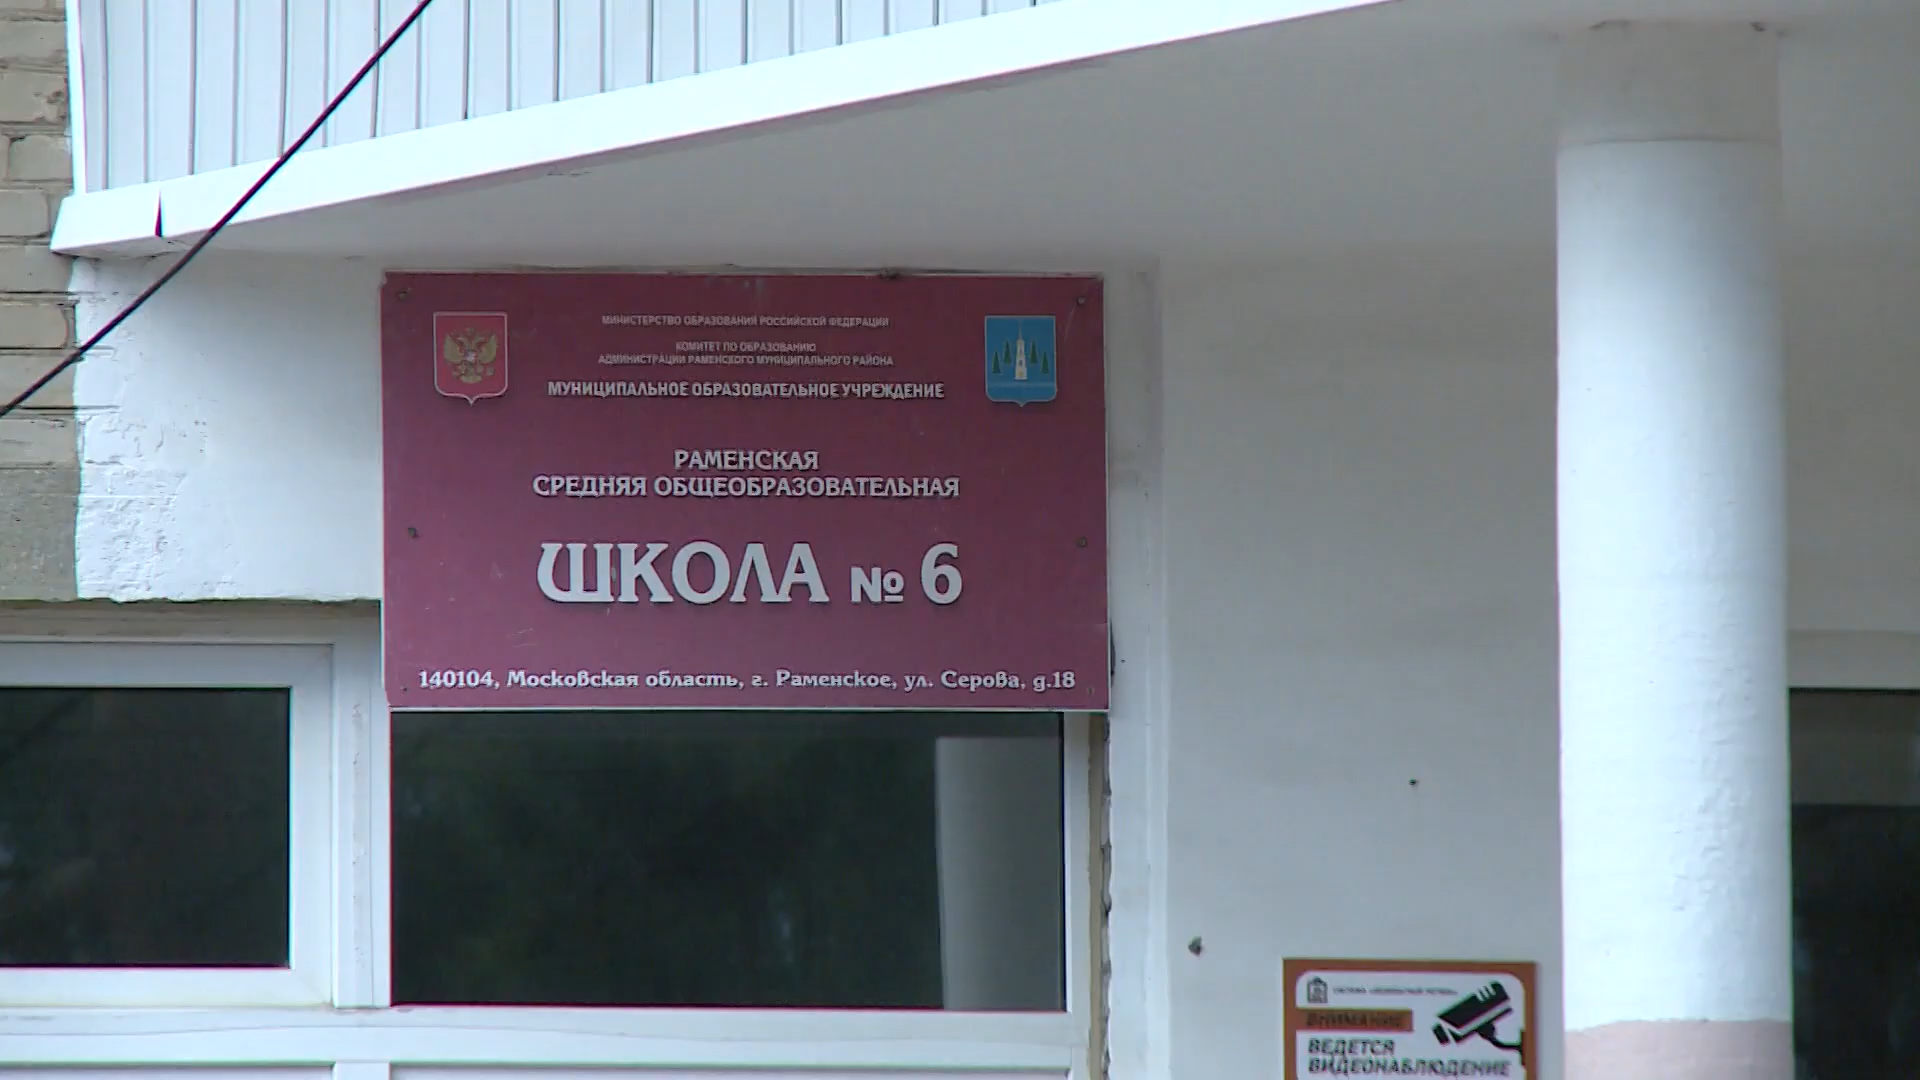 МИНИСТЕРСТВО ОБРАЗОВАНИЯ РОССИЙСКОЙ ФЕДЕРАЦИИ
КОМИТЕТ ПО ОБРАЗОВАНИЮ
АДМИНИСТРАЦИИ РАМЕНСКОГО МУНИЦИПАЛЬНОГО РАЙОНА
МУНИЦИПАЛЬНОЕ ОБРАЗОВАТЕЛЬНОЕ УЧРЕЖДЕНИЕ
РАМЕНСКАЯ
СРЕДНЯЯ ОБЩЕОБРАЗОВАТЕЛЬНАЯ
ШКОЛА № 6
140104, Московская область, г. Раменское, ул. Серова, д.18
ВНИМАНИЕ
ВЕДЕТСЯ
ВИДЕОНАБЛЮДЕНИЕ